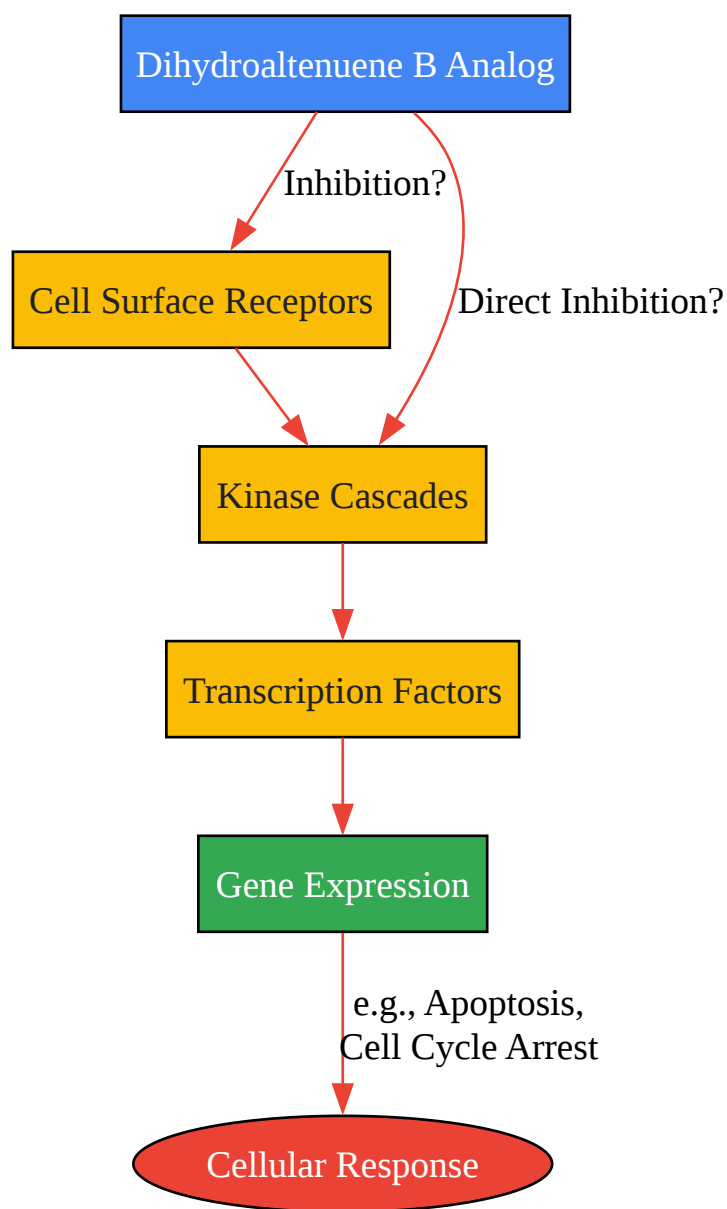 Dihydroaltenuene B Analog
Inhibition?
Cell Surface Receptors
Direct Inhibition?
Kinase Cascades
Transcription Factors
Gene Expression
e.g., Apoptosis,
Cell Cycle Arrest
Cellular Response